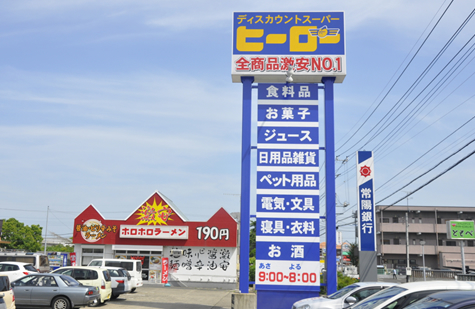 ディスカウントスーパー
ヒーロー
全商品激安NO.1
食料品
お菓子
ジュース
日用品雑貨
ペット用品
電気・文具
寝具・衣料
お酒
あさ よる
9:00~8:00
常陽銀行
ホロホロラーメン
190円
ラーメン